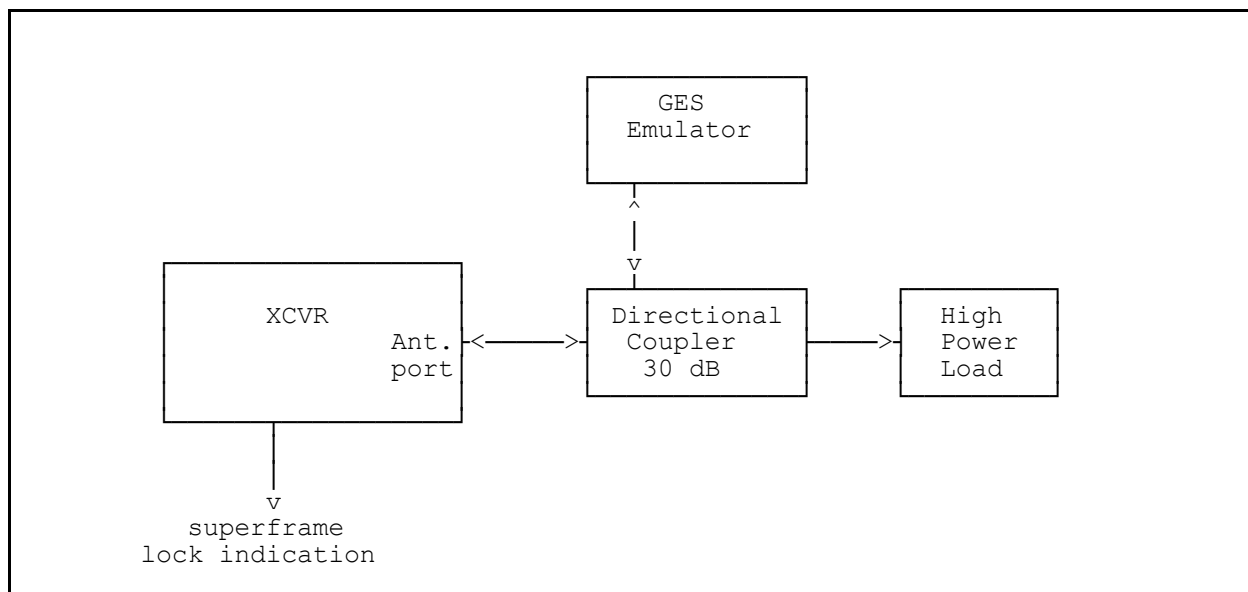 GES
Emulator
XCVR
Ant.
port
Directional
Coupler
30 dB
High
Power
Load
superframe
lock indication